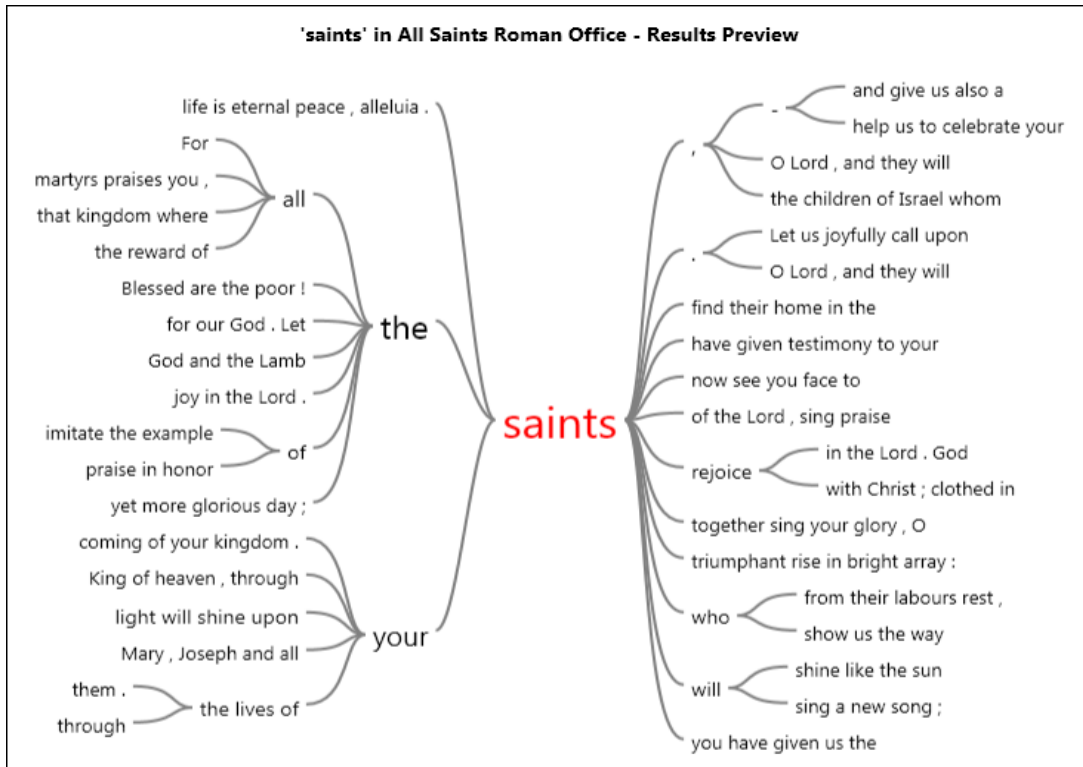 'saints' in All Saints Roman Office - Results Preview
life is eternal peace , alleluia .
For
martyrs praises you ,
that kingdom where
the reward of
all
Blessed are the poor !
for our God . Let
God and the Lamb
joy in the Lord .
imitate the example
praise in honor
of
yet more glorious day ;
the
coming of your kingdom .
King of heaven , through
light will shine upon
Mary , Joseph and all
them .
through
the lives of
your
saints
,
-
and give us also a
help us to celebrate your
O Lord , and they will
the children of Israel whom
.
Let us joyfully call upon
O Lord , and they will
find their home in the
have given testimony to your
now see you face to
of the Lord , sing praise
rejoice
in the Lord . God
with Christ ; clothed in
together sing your glory , O
triumphant rise in bright array :
who
from their labours rest ,
show us the way
will
shine like the sun
sing a new song ;
you have given us the